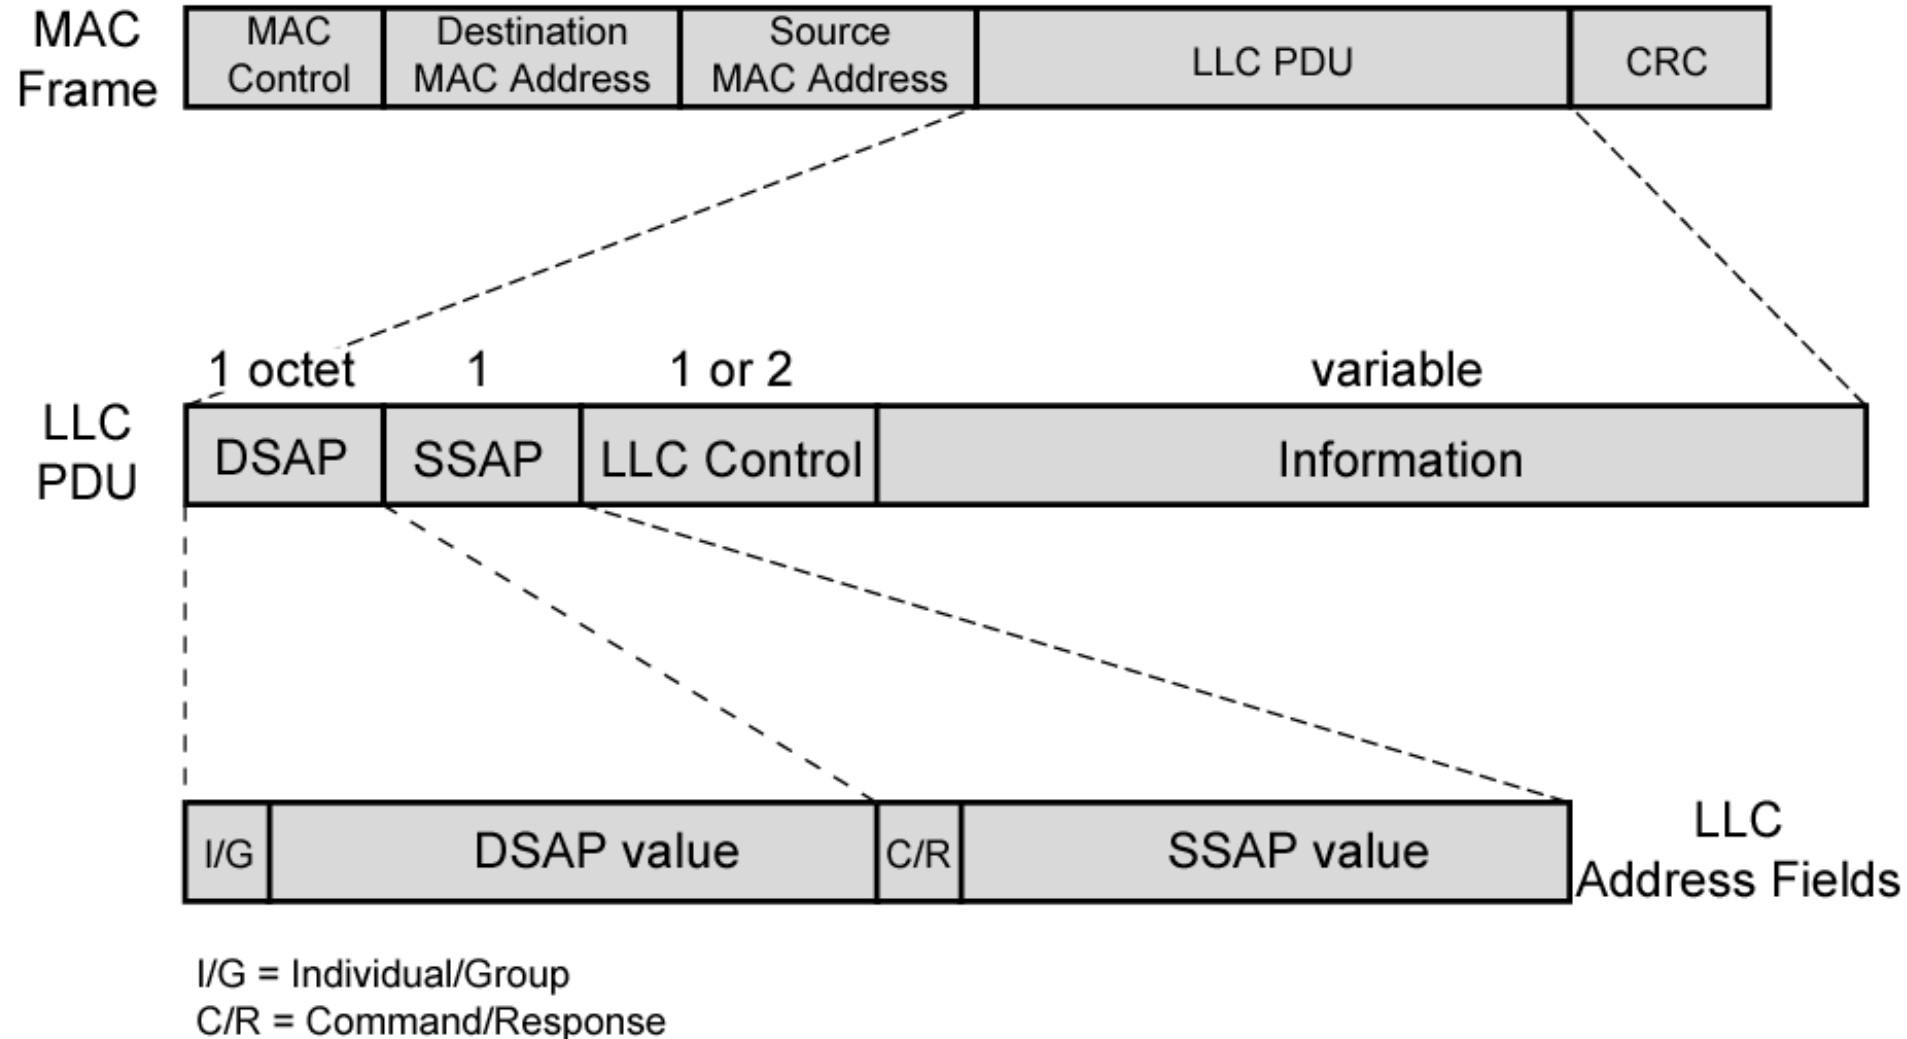 MAC
Frame
MAC
Control
Destination
MAC Address
Source
MAC Address
LLC PDU
CRC
1 octet
1
1 or 2
variable
LLC
PDU
DSAP
SSAP
LLC Control
Information
I/G
DSAP value
C/R
SSAP value
LLC
Address Fields
I/G = Individual/Group
C/R = Command/Response